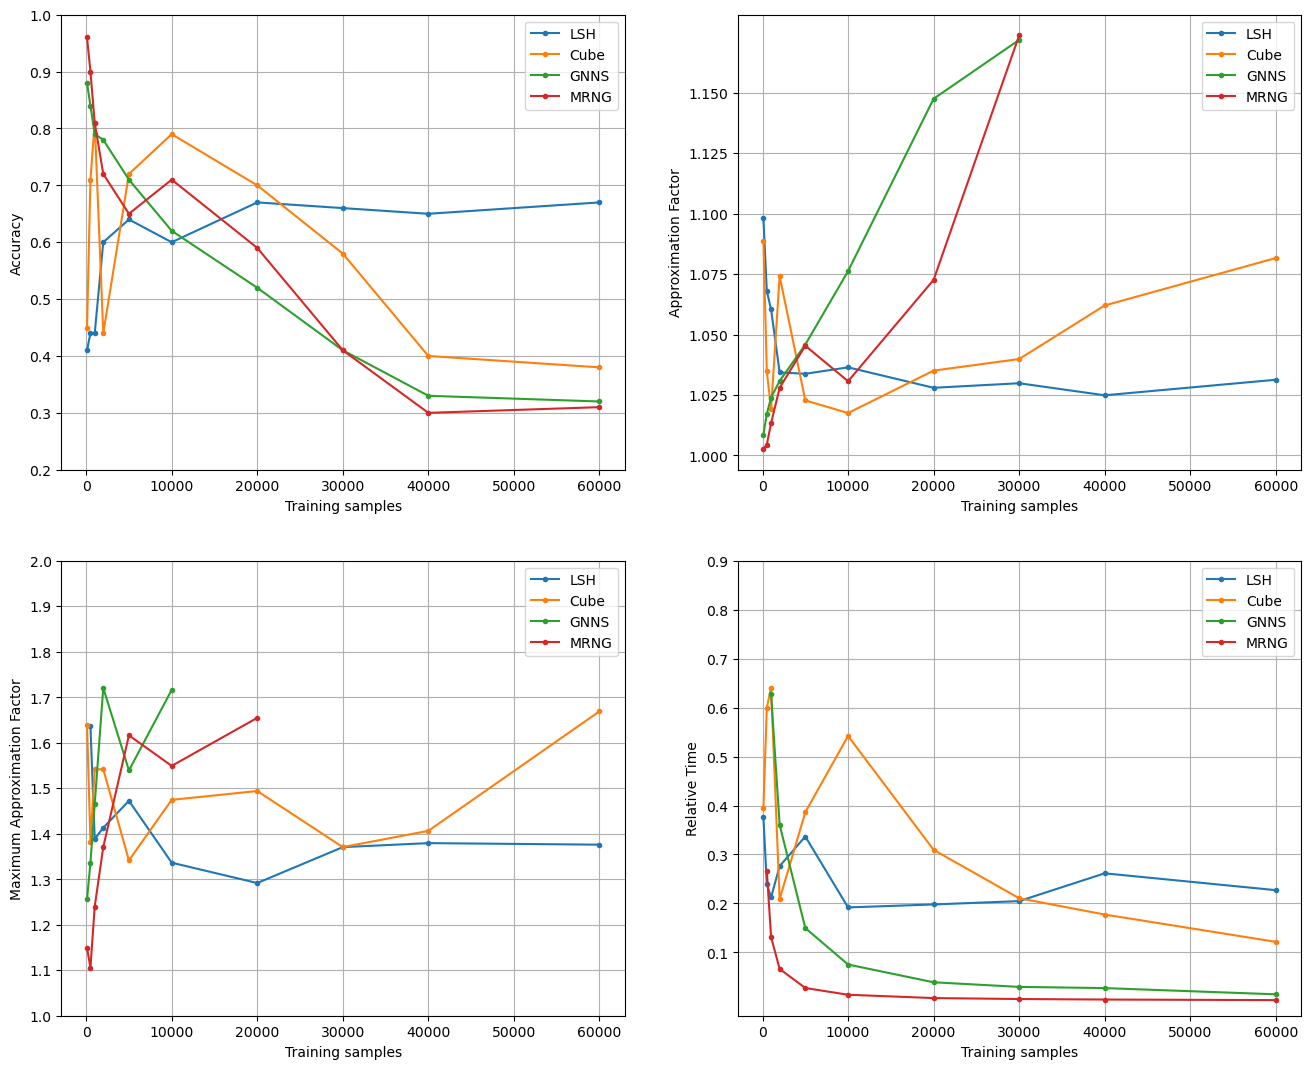 1.0
0.9
0.8
0.7
0.6
0.5
0.4
0.3
0.2
Accuracy
0
10000
20000
30000
40000
50000
60000
Training samples
LSH
Cube
GNNS
MRNG
1.150
1.125
1.100
1.075
1.050
1.025
1.000
Approximation Factor
0
10000
20000
30000
40000
50000
60000
Training samples
LSH
Cube
GNNS
MRNG
2.0
1.9
1.8
1.7
1.6
1.5
1.4
1.3
1.2
1.1
1.0
Maximum Approximation Factor
0
10000
20000
30000
40000
50000
60000
Training samples
LSH
Cube
GNNS
MRNG
0.9
0.8
0.7
0.6
0.5
0.4
0.3
0.2
0.1
Relative Time
0
10000
20000
30000
40000
50000
60000
Training samples
LSH
Cube
GNNS
MRNG